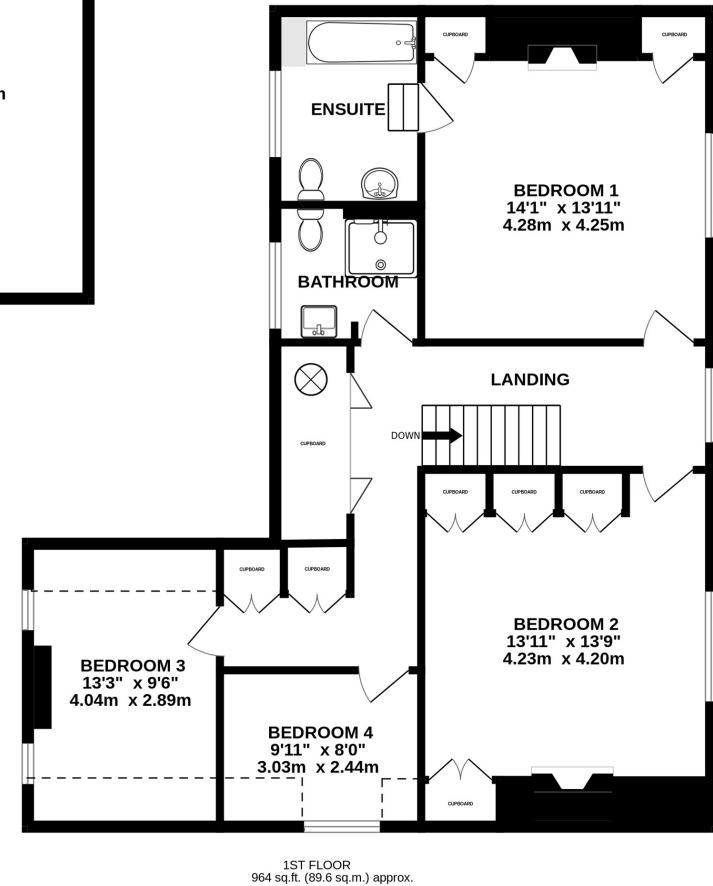 CUPBOARD
CUPBOARD
ENSUITE
BEDROOM 1
14'1" x 13'11"
4.28m x 4.25m
BATHROOM
LANDING
DOWN
CUPBOARD
CUPBOARD
CUPBOARD
CUPBOARD
CUPBOARD
CUPBOARD
BEDROOM 2
13'11" x 13'9"
4.23m x 4.20m
BEDROOM 3
13'3" x 9'6"
4.04m x 2.89m
BEDROOM 4
9'11" x 8'0"
3.03m x 2.44m
CUPBOARD
1ST FLOOR
964 sq.ft. (89.6 sq.m.) approx.